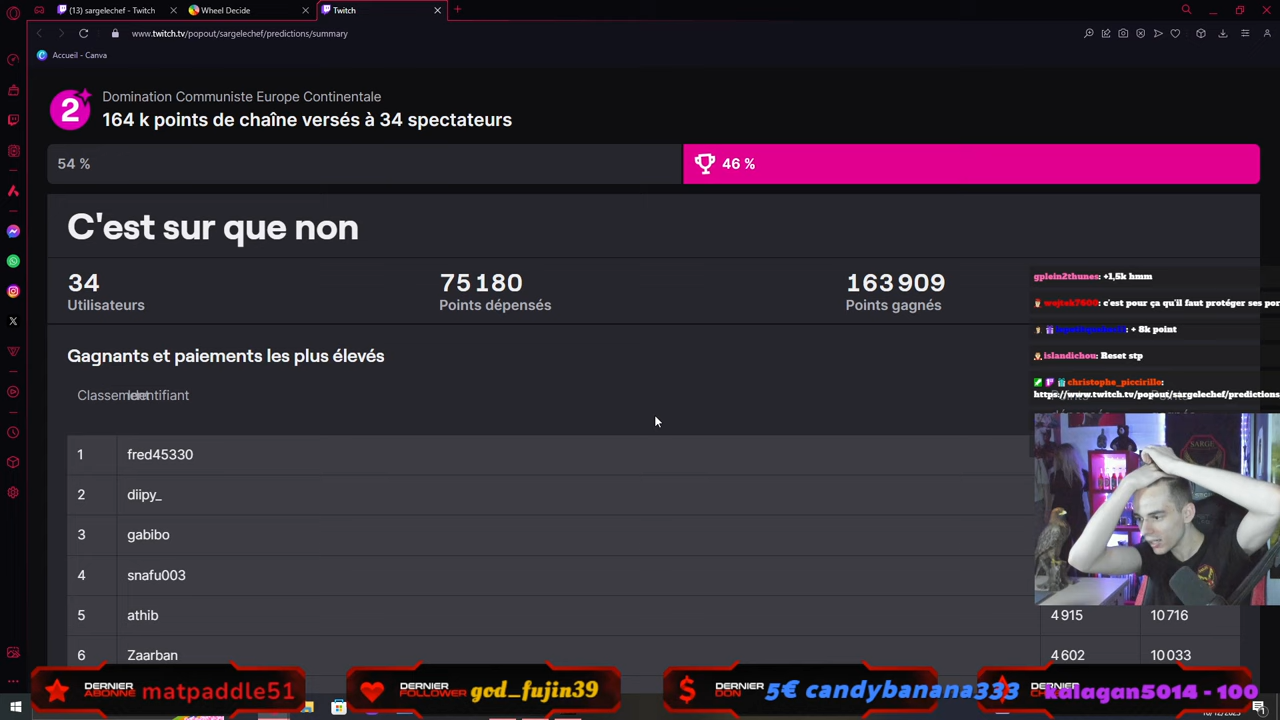 (13) sargelechef - Twitch
Wheel Decide
Twitch
www.twitch.tv/popout/sargelechef/predictions/summary
Accueil - Canva
2
Domination Communiste Europe Continentale
164 k points de chaîne versés à 34 spectateurs
54 %
46 %
C'est sur que non
34
Utilisateurs
75 180
Points dépensés
163 909
Points gagnés
gplein2thunes: +1,5k hmm
wojtek7600: c'est pour ça qu'il faut protéger ses por
: + 8k point
islandichou: Reset stp
christophe_piccirillo:
https://www.twitch.tv/popout/sargelechef/predictions
Gagnants et paiements les plus élevés
Classement
Identifiant
1 fred45330
2 diipy_
3 gabibo
4 snafu003
5 athib 4 915 10 716
6 Zaarban 4 602 10 033
DERNIER ABONNÉ matpaddle51
DERNIER FOLLOWER god_fujin39
DERNIER DON 5€ candybanana333
DERNIER kalagan5014 - 100